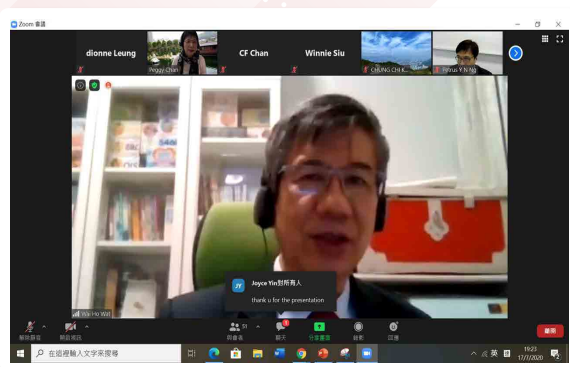 Zoom 會議
dionne Leung
Peggy Chan
CF Chan
Winnie Siu
CHUNG CHI K...
Petrus Y N Ng
JY
Joyce Yin對所有人
thank u for the presentation
Wai Ho Wat
解除靜音
開啟視訊
51
與會者
聊天
分享畫面
錄影
回應
離開
在這裡輸入文字來搜尋
英
19:23
17/7/2020